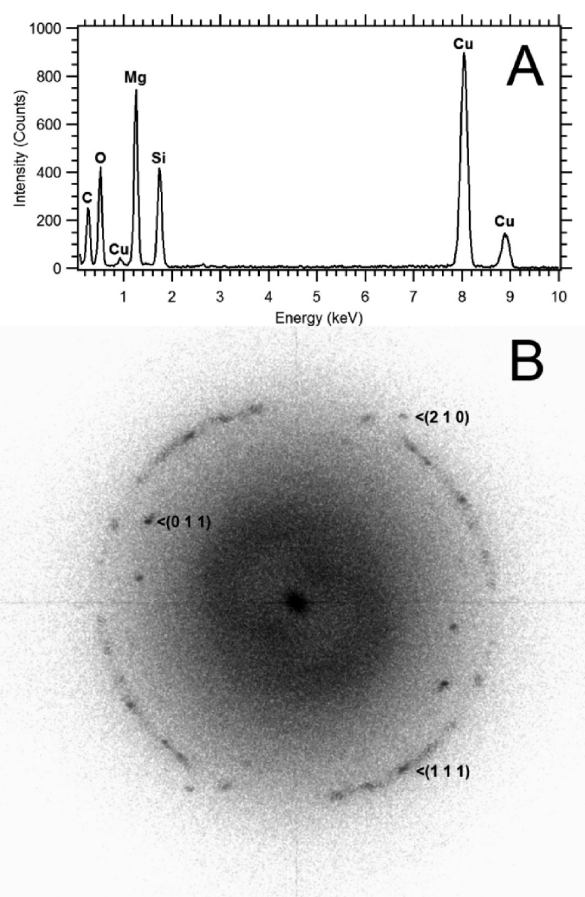 1000
800
600
400
200
0
Intensity (Counts)
C
O
Cu
Mg
Si
Cu
Cu
A
1 2 3 4 5 6 7 8 9 10
Energy (keV)
B
<(2 1 0)
<(0 1 1)
<(1 1 1)